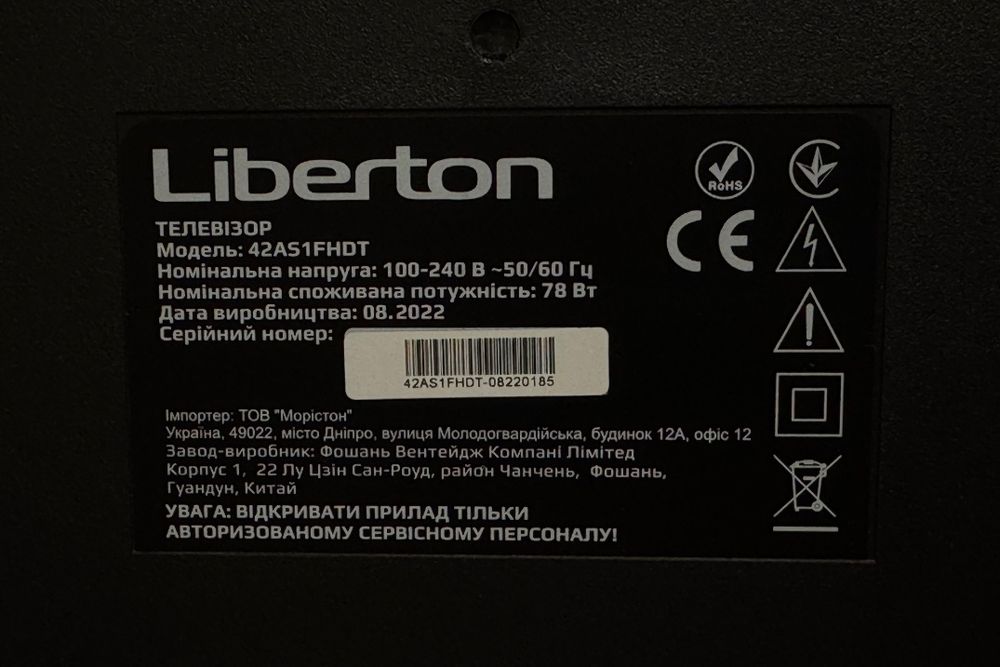 Liberton
RoHS
CE
ТЕЛЕВІЗОР
Модель: 42AS1FHDT
Номінальна напруга: 100-240 В ~50/60 Гц
Номінальна споживана потужність: 78 Вт
Дата виробництва: 08.2022
Серійний номер:
42AS1FHDT-08220185
Імпортер: ТОВ "Морістон"
Україна, 49022, місто Дніпро, вулиця Молодогвардійська, будинок 12А, офіс 12
Завод-виробник: Фошань Вентейдж Компані Лімітед
Корпус 1, 22 Лу Цзін Сан-Роуд, район Чанчень, Фошань,
Гуандун, Китай
УВАГА: ВІДКРИВАТИ ПРИЛАД ТІЛЬКИ
АВТОРИЗОВАНОМУ СЕРВІСНОМУ ПЕРСОНАЛУ!